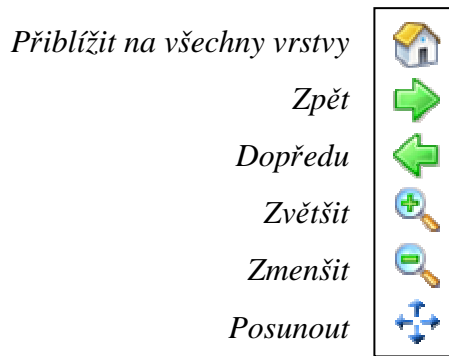 Přiblížit na všechny vrstvy
Zpět
Dopředu
Zvětšit
Zmenšit
Posunout